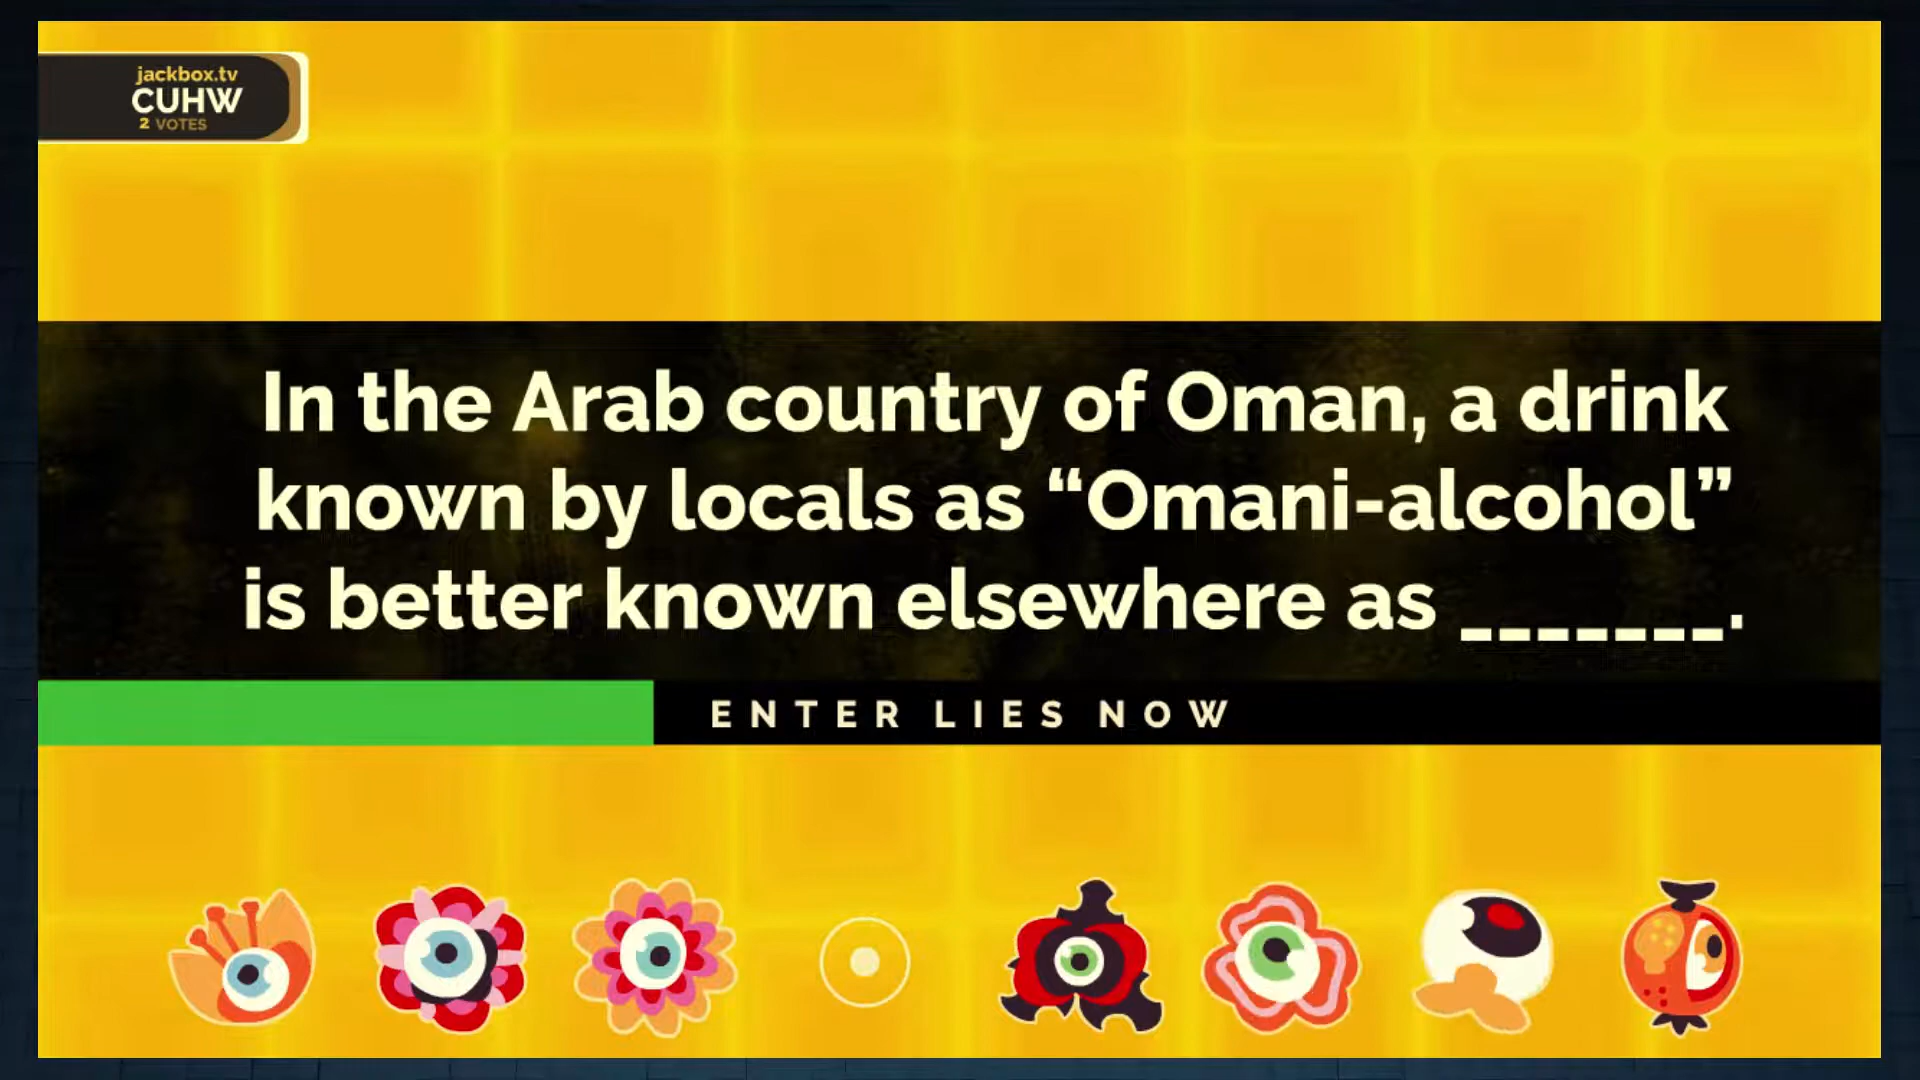 jackbox.tv
CUHW
2 VOTES
In the Arab country of Oman, a drink
known by locals as “Omani-alcohol”
is better known elsewhere as _______.
ENTER LIES NOW